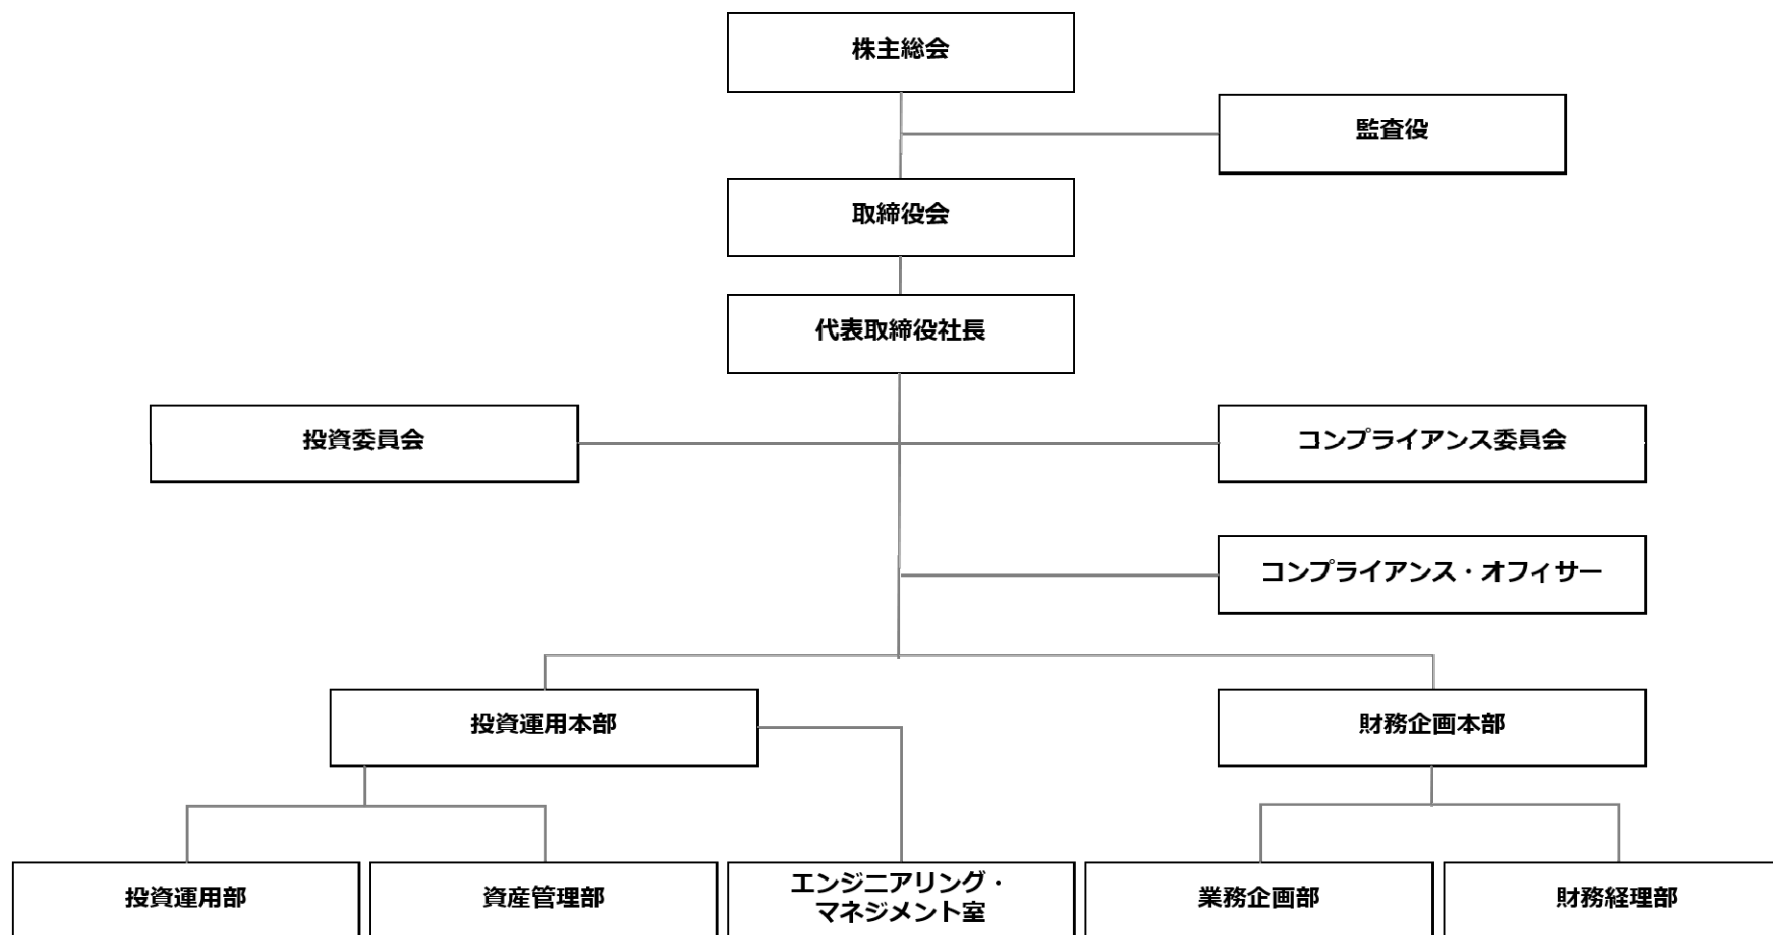 株主総会
監査役
取締役会
代表取締役社長
投資委員会
コンプライアンス委員会
コンプライアンス・オフィサー
投資運用本部
財務企画本部
投資運用部
資産管理部
エンジニアリング・
マネジメント室
業務企画部
財務経理部